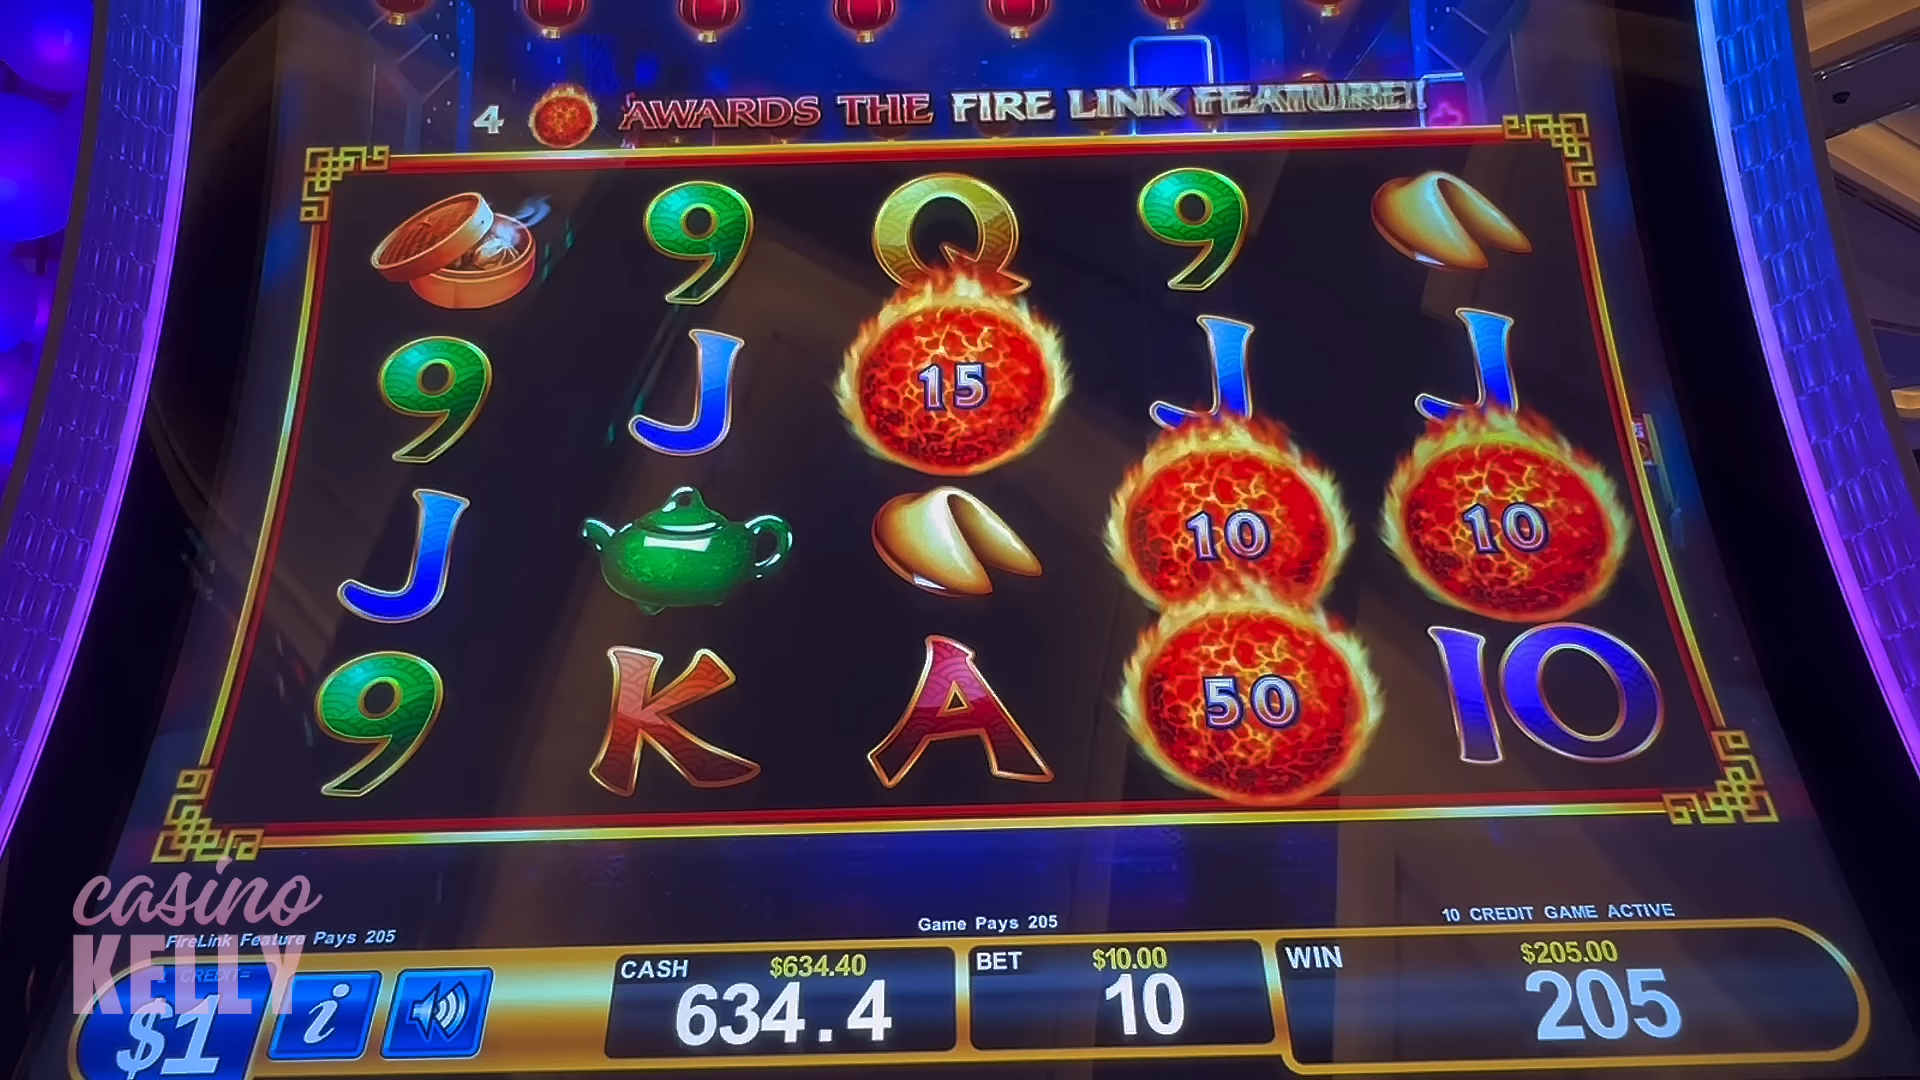 4 AWARDS THE FIRE LINK FEATURE!
9 Q 9
9 J 15 J J
J 10 10
9 K A 50 10
casino
KELLY
FireLink Feature Pays 205
Game Pays 205
10 CREDIT GAME ACTIVE
1 CREDIT=
$1
i
CASH $634.40
634.4
BET $10.00
10
WIN $205.00
205